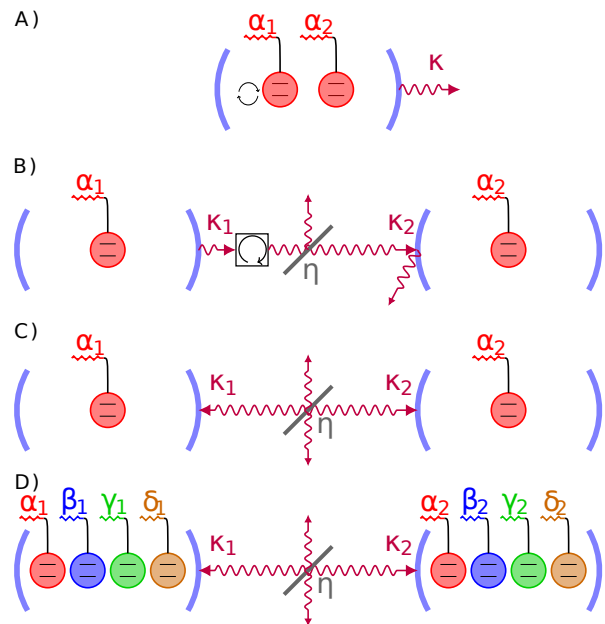 A)
α1 α2
κ
B)
α1 κ1 η κ2 α2
C)
α1 κ1 η κ2 α2
D)
α1 β1 γ1 δ1 κ1 η κ2 α2 β2 γ2 δ2